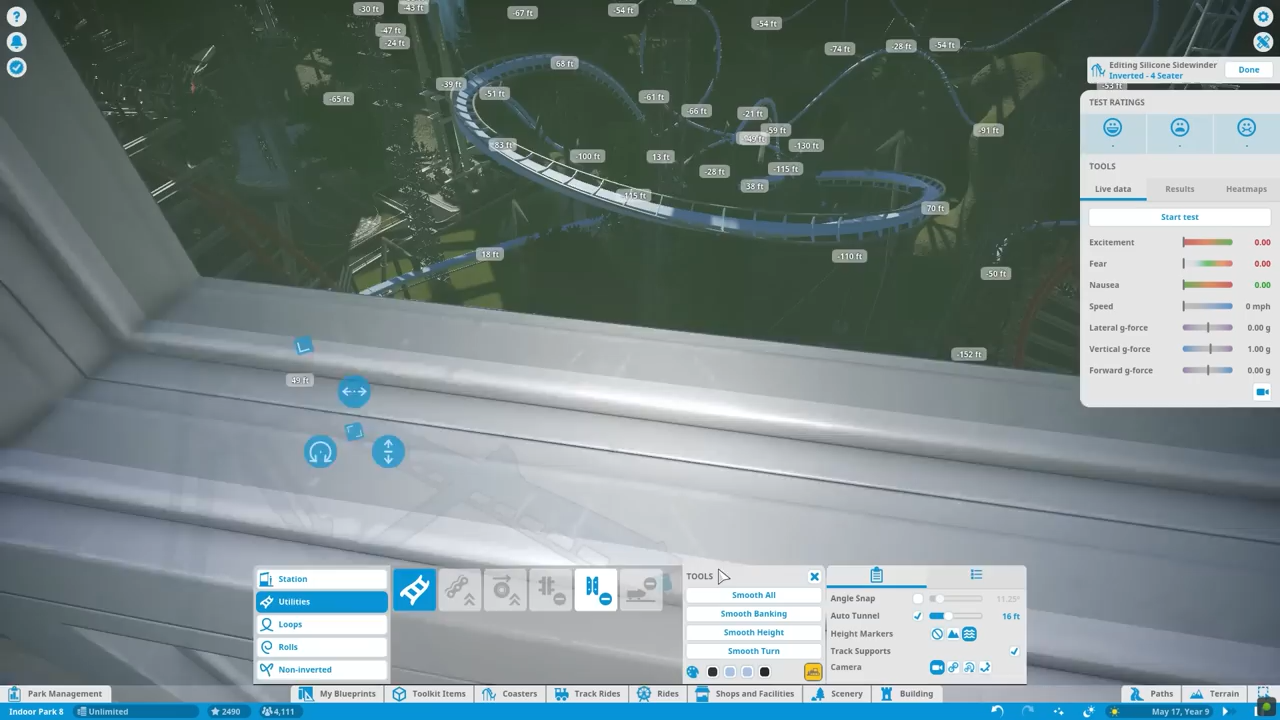 -30 ft
-43 ft
-67 ft
-54 ft
-54 ft
-47 ft
-24 ft
-74 ft
-28 ft
-54 ft
Editing Silicone Sidewinder
Inverted - 4 Seater
Done
68 ft
-39 ft
-51 ft
-65 ft
-61 ft
-66 ft
-21 ft
-59 ft
-91 ft
TEST RATINGS
-
-
-
83 ft
-100 ft
13 ft
-130 ft
-28 ft
-115 ft
38 ft
TOOLS
Live data
Results
Heatmaps
115 ft
70 ft
Start test
18 ft
-110 ft
-50 ft
Excitement 0.00
Fear 0.00
Nausea 0.00
Speed 0 mph
Lateral g-force 0.00 g
Vertical g-force 1.00 g
Forward g-force 0.00 g
-152 ft
49 ft
Station
Utilities
Loops
Rolls
Non-inverted
TOOLS
Smooth All
Smooth Banking
Smooth Height
Smooth Turn
Angle Snap 11.25°
Auto Tunnel 16 ft
Height Markers
Track Supports
Camera
Park Management
My Blueprints
Toolkit Items
Coasters
Track Rides
Rides
Shops and Facilities
Scenery
Building
Paths
Terrain
Indoor Park 8
Unlimited
2490
4,111
May 17, Year 9